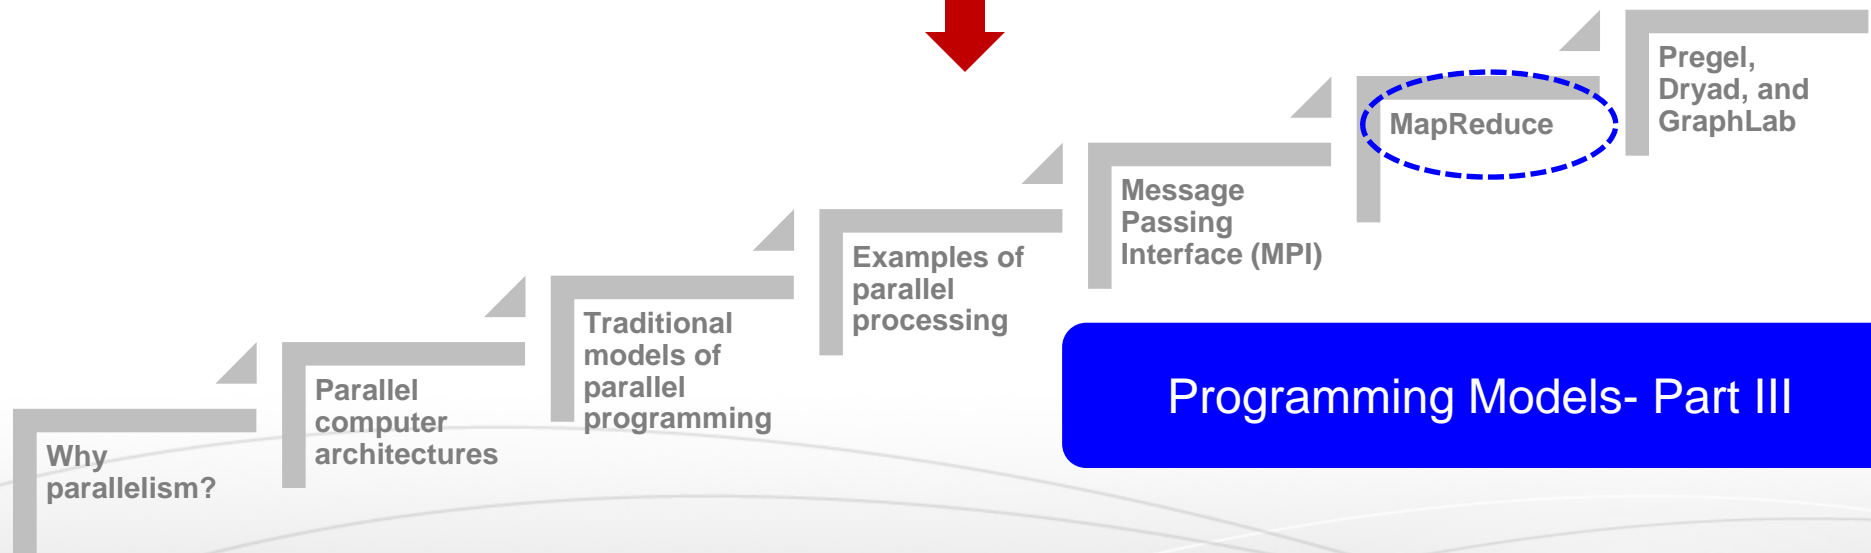 Why
parallelism?
Parallel
computer
architectures
Traditional
models of
parallel
programming
Examples of
parallel
processing
Message
Passing
Interface (MPI)
MapReduce
Pregel,
Dryad, and
GraphLab
Programming Models- Part III